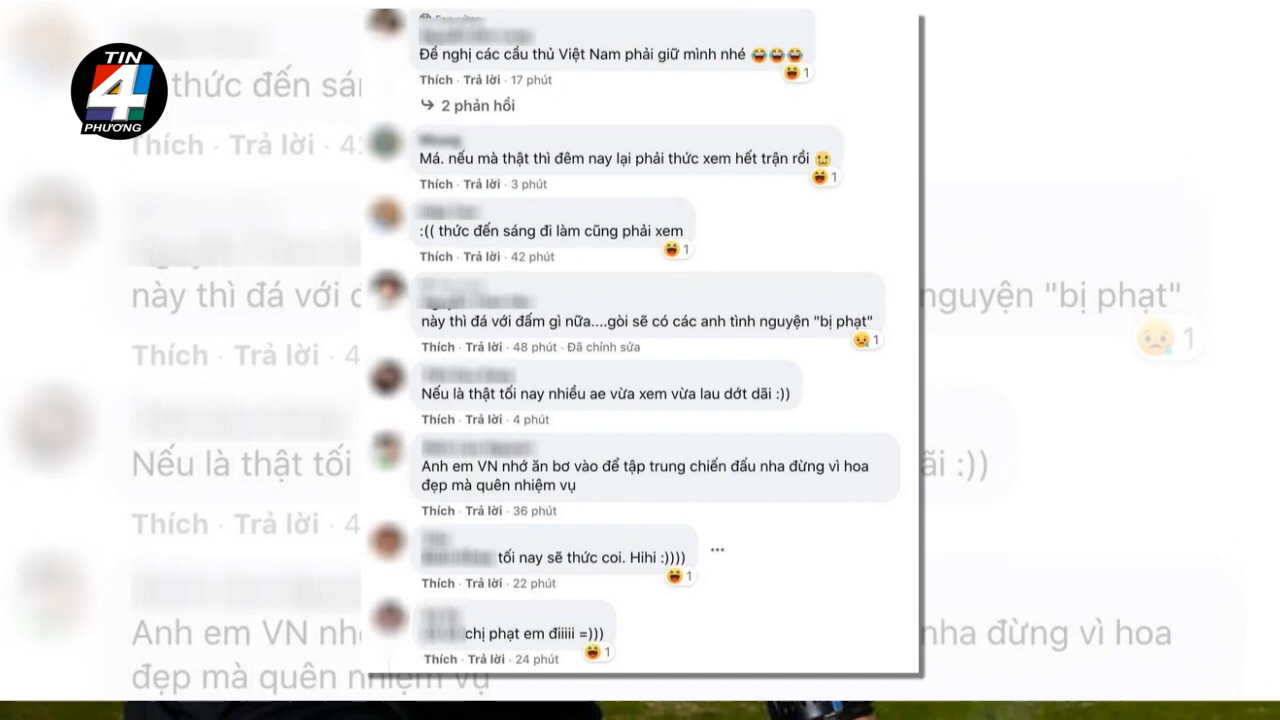 TIN
4
PHƯƠNG
Để nghị các cầu thủ Việt Nam phải giữ mình nhé 😂😂😂
1
Thích · Trả lời · 17 phút
2 phản hồi
Má. nếu mà thật thì đêm nay lại phải thức xem hết trận rồi
1
Thích · Trả lời · 3 phút
:(( thức đến sáng đi làm cũng phải xem
1
Thích · Trả lời · 42 phút
này thì đá với đấm gì nữa....gòi sẽ có các anh tình nguyện "bị phạt"
1
Thích · Trả lời · 48 phút · Đã chỉnh sửa
Nếu là thật tối nay nhiều ae vừa xem vừa lau dớt dãi :))
Thích · Trả lời · 4 phút
Anh em VN nhớ ăn bơ vào để tập trung chiến đấu nha đừng vì hoa
đẹp mà quên nhiệm vụ
Thích · Trả lời · 36 phút
tối nay sẽ thức coi. Hihi :))))
1
Thích · Trả lời · 22 phút
chị phạt em điiiii =)))
1
Thích · Trả lời · 24 phút
thức đến sá
Thích · Trả lời · 4
này thì đá với đ
nguyện "bị phạt"
1
Thích · Trả lời · 4
Nếu là thật tối
ãi :))
Thích · Trả lời · 4
Anh em VN nh
nha đừng vì hoa
đẹp mà quên nhiệm vụ